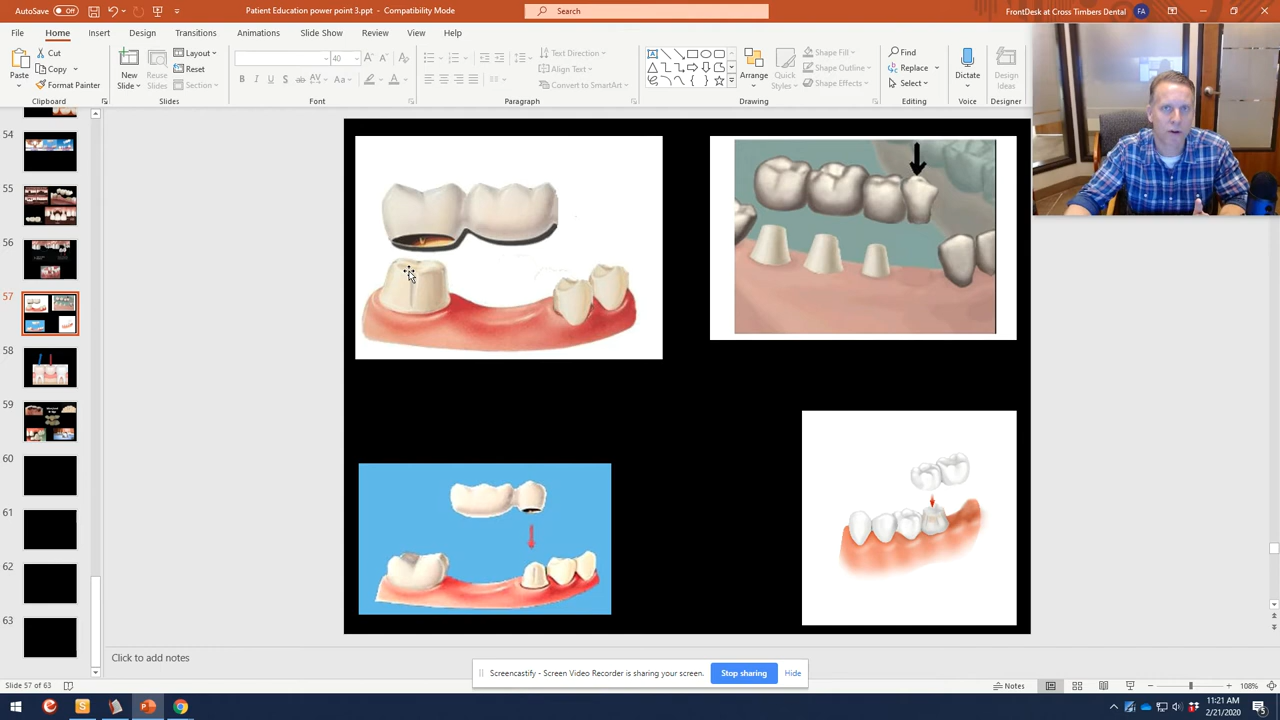 AutoSave Off
Patient Education power point 3.ppt - Compatibility Mode
Search
FrontDesk at Cross Timbers Dental
FA
File Home Insert Design Transitions Animations Slide Show Review View Help
Paste
Cut
Copy
Format Painter
Clipboard
New
Slide
Reuse
Slides
Layout
Reset
Section
Slides
40
Font
Text Direction
Align Text
Convert to SmartArt
Paragraph
Arrange
Quick
Styles
Shape Fill
Shape Outline
Shape Effects
Drawing
Find
Replace
Select
Editing
Dictate
Voice
Design
Ideas
Designer
54
55
56
57
58
59
60
61
62
63
Click to add notes
Screencastify - Screen Video Recorder is sharing your screen.
Stop sharing
Hide
Slide 57 of 63
Notes
108%
11:21 AM
2/21/2020